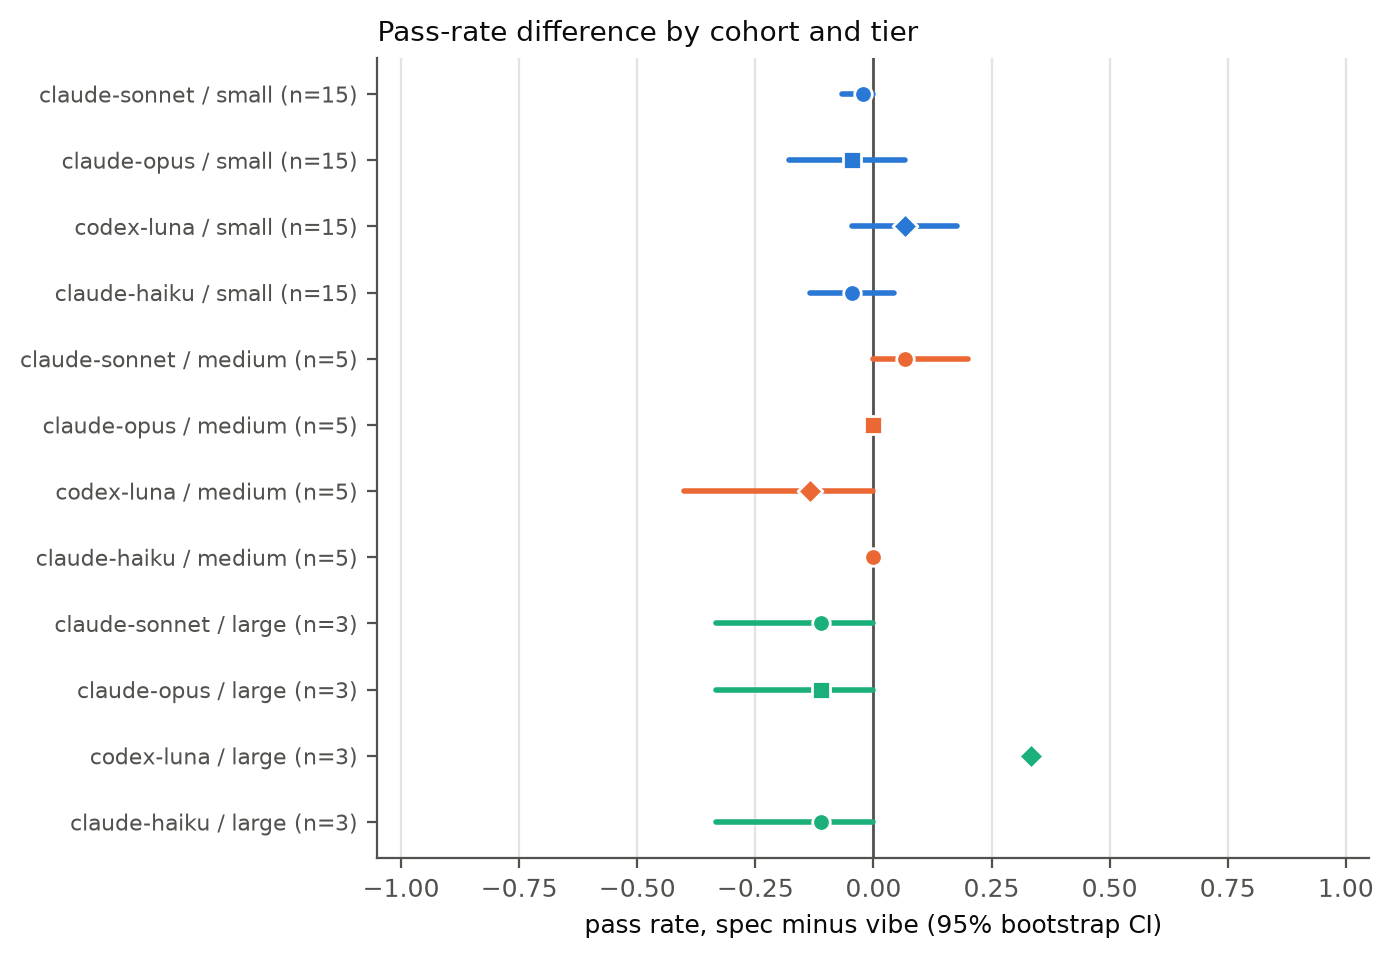 Pass-rate difference by cohort and tier
claude-sonnet / small (n=15)
claude-opus / small (n=15)
codex-luna / small (n=15)
claude-haiku / small (n=15)
claude-sonnet / medium (n=5)
claude-opus / medium (n=5)
codex-luna / medium (n=5)
claude-haiku / medium (n=5)
claude-sonnet / large (n=3)
claude-opus / large (n=3)
codex-luna / large (n=3)
claude-haiku / large (n=3)
−1.00 −0.75 −0.50 −0.25 0.00 0.25 0.50 0.75 1.00
pass rate, spec minus vibe (95% bootstrap CI)